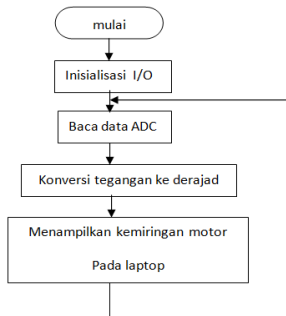 mulai
Inisialisasi I/O
Baca data ADC
Konversi tegangan ke derajad
Menampilkan kemiringan motor
Pada laptop